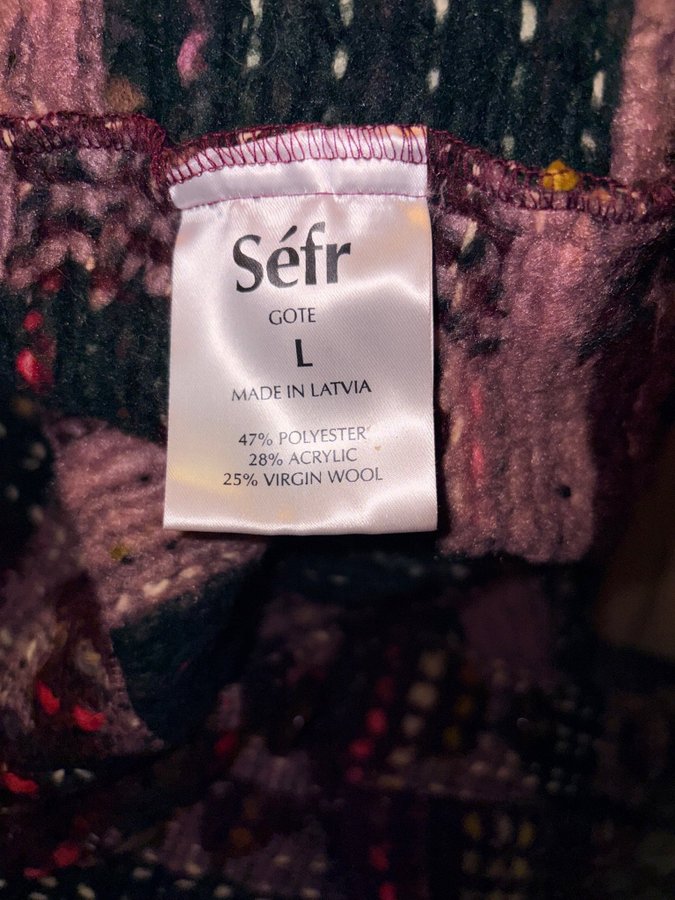 Séfr
GOTE
L
MADE IN LATVIA
47% POLYESTER
28% ACRYLIC
25% VIRGIN WOOL